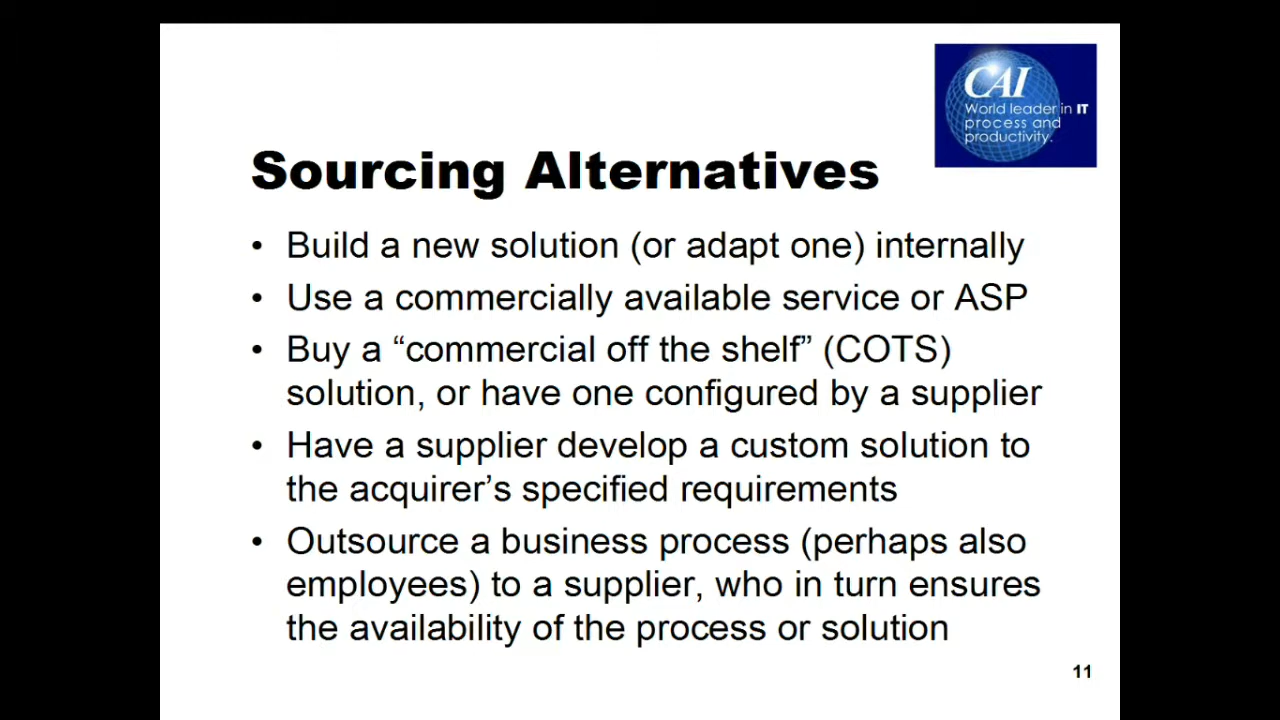 CAI
World leader in IT
process and
productivity.
Sourcing Alternatives
• Build a new solution (or adapt one) internally
• Use a commercially available service or ASP
• Buy a “commercial off the shelf” (COTS)
solution, or have one configured by a supplier
• Have a supplier develop a custom solution to
the acquirer’s specified requirements
• Outsource a business process (perhaps also
employees) to a supplier, who in turn ensures
the availability of the process or solution
11